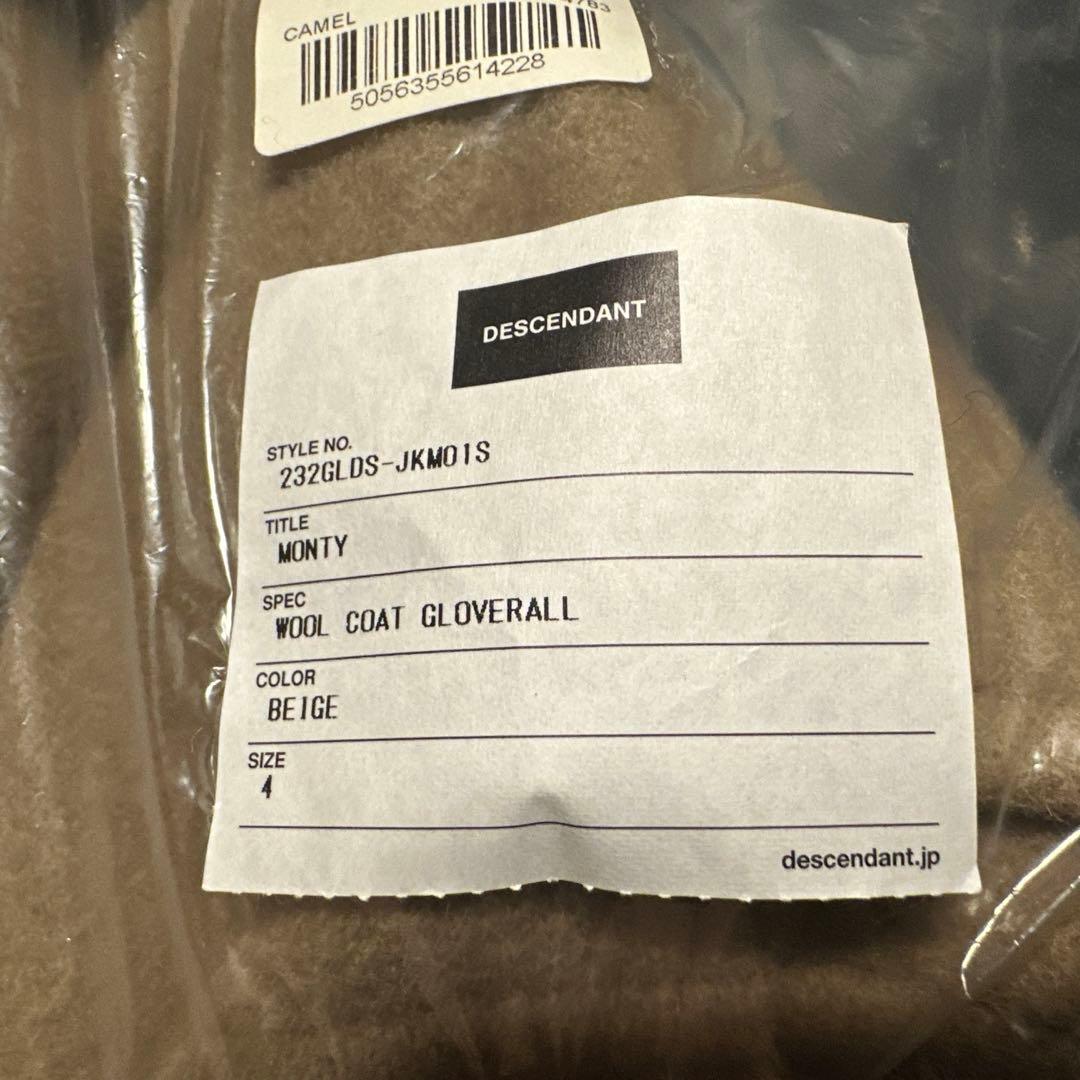 CAMEL
5056355614228
DESCENDANT
STYLE NO.
232GLDS-JKM01S
TITLE
MONTY
SPEC
WOOL COAT GLOVERALL
COLOR
BEIGE
SIZE
4
descendant.jp